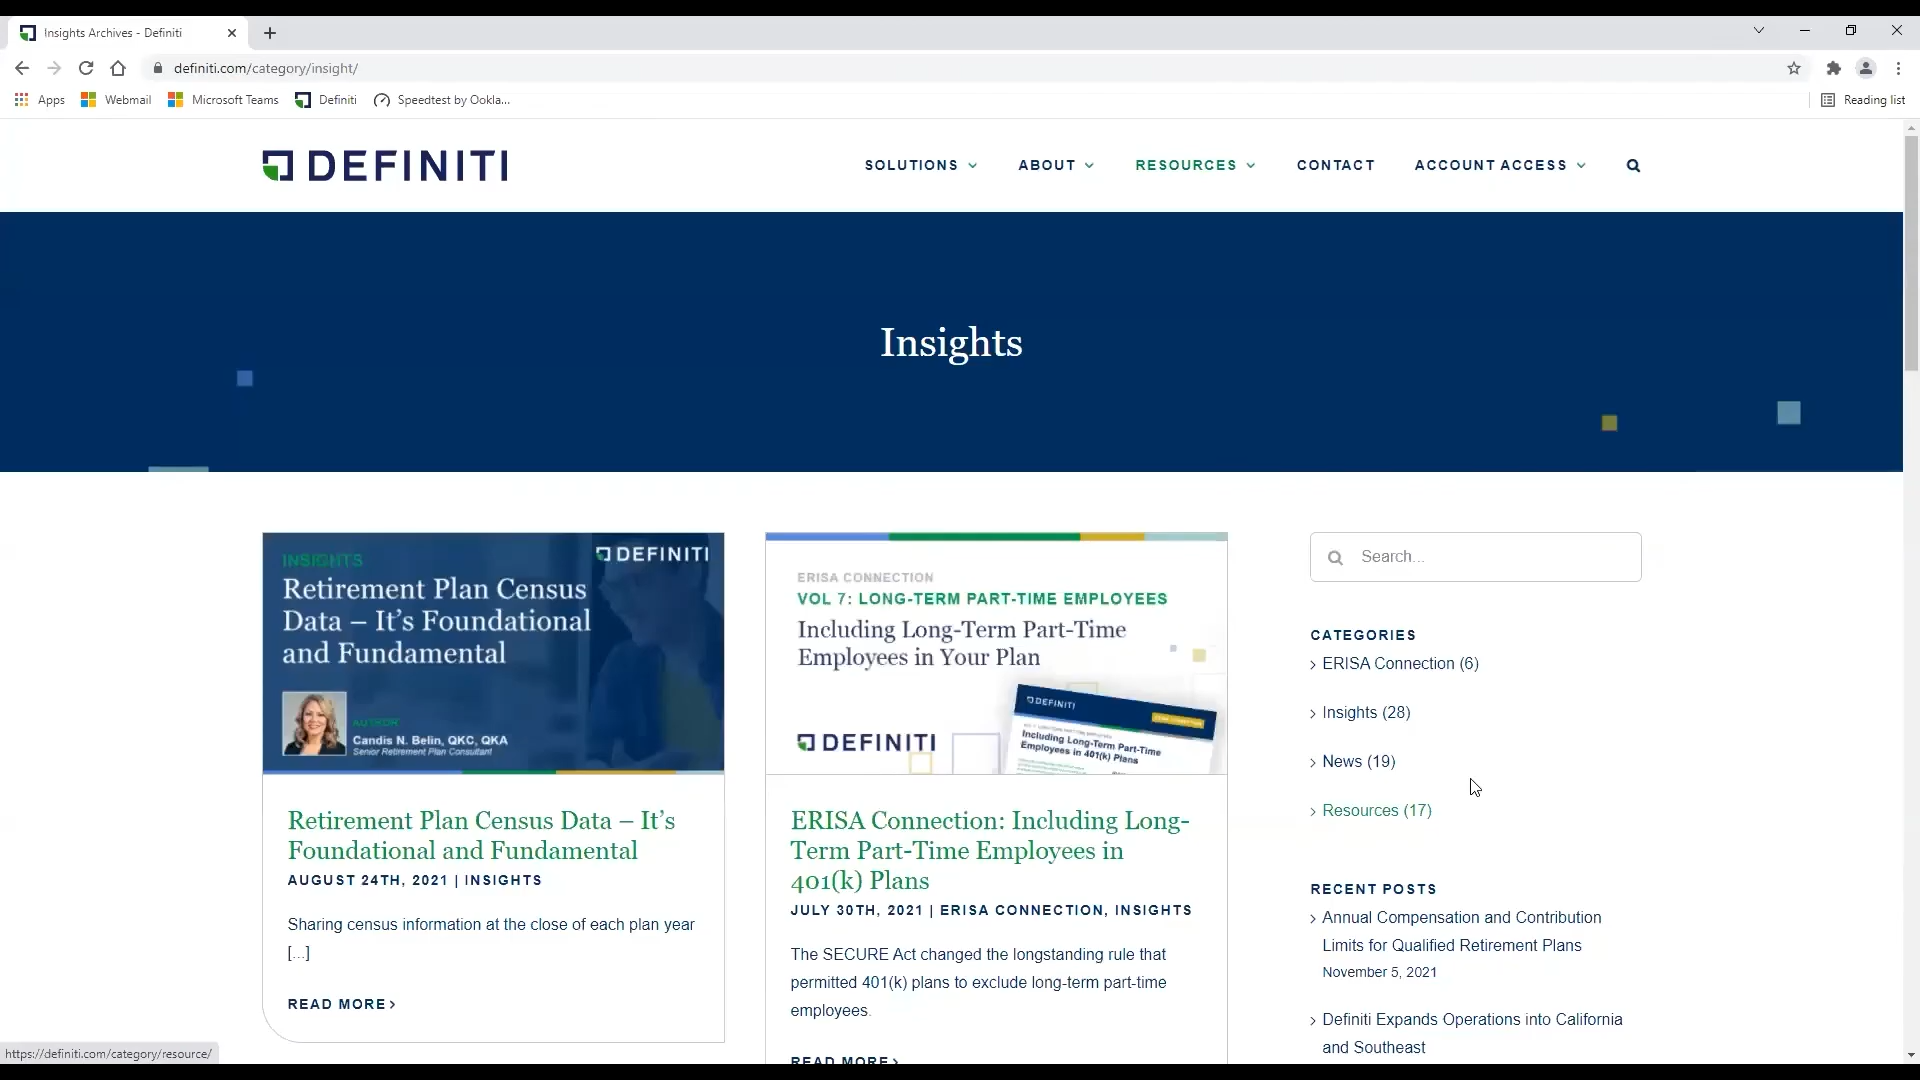 Insights Archives - Definiti
definiti.com/category/insight/
Apps Webmail Microsoft Teams Definiti Speedtest by Ookla... Reading list
DEFINITI
SOLUTIONS ABOUT RESOURCES CONTACT ACCOUNT ACCESS
Insights
INSIGHTS
DEFINITI
Retirement Plan Census
Data – It's Foundational
and Fundamental
AUTHOR
Candis N. Belin, QKC, QKA
Senior Retirement Plan Consultant
Retirement Plan Census Data – It's
Foundational and Fundamental
AUGUST 24TH, 2021 | INSIGHTS
Sharing census information at the close of each plan year
[...]
READ MORE >
ERISA CONNECTION
VOL 7: LONG-TERM PART-TIME EMPLOYEES
Including Long-Term Part-Time
Employees in Your Plan
DEFINITI
DEFINITI
Including Long-Term Part-Time
Employees in 401(k) Plans
ERISA Connection: Including Long-
Term Part-Time Employees in
401(k) Plans
JULY 30TH, 2021 | ERISA CONNECTION, INSIGHTS
The SECURE Act changed the longstanding rule that
permitted 401(k) plans to exclude long-term part-time
employees.
READ MORE >
Search...
CATEGORIES
> ERISA Connection (6)
> Insights (28)
> News (19)
> Resources (17)
RECENT POSTS
> Annual Compensation and Contribution
Limits for Qualified Retirement Plans
November 5, 2021
> Definiti Expands Operations into California
and Southeast
https://definiti.com/category/resource/